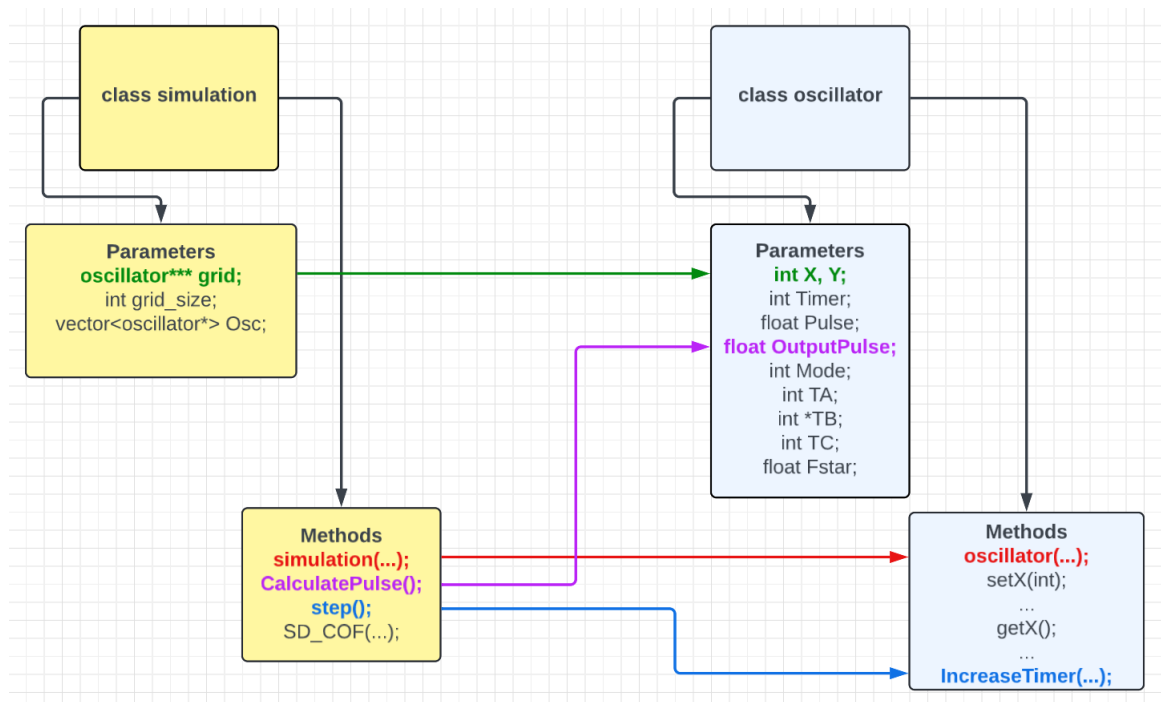 class simulation
class oscillator
Parameters
oscillator*** grid;
int grid_size;
vector<oscillator*> Osc;
Parameters
int X, Y;
int Timer;
float Pulse;
float OutputPulse;
int Mode;
int TA;
int *TB;
int TC;
float Fstar;
Methods
simulation(...);
CalculatePulse();
step();
SD_COF(...);
Methods
oscillator(...);
setX(int);
...
getX();
...
IncreaseTimer(...);